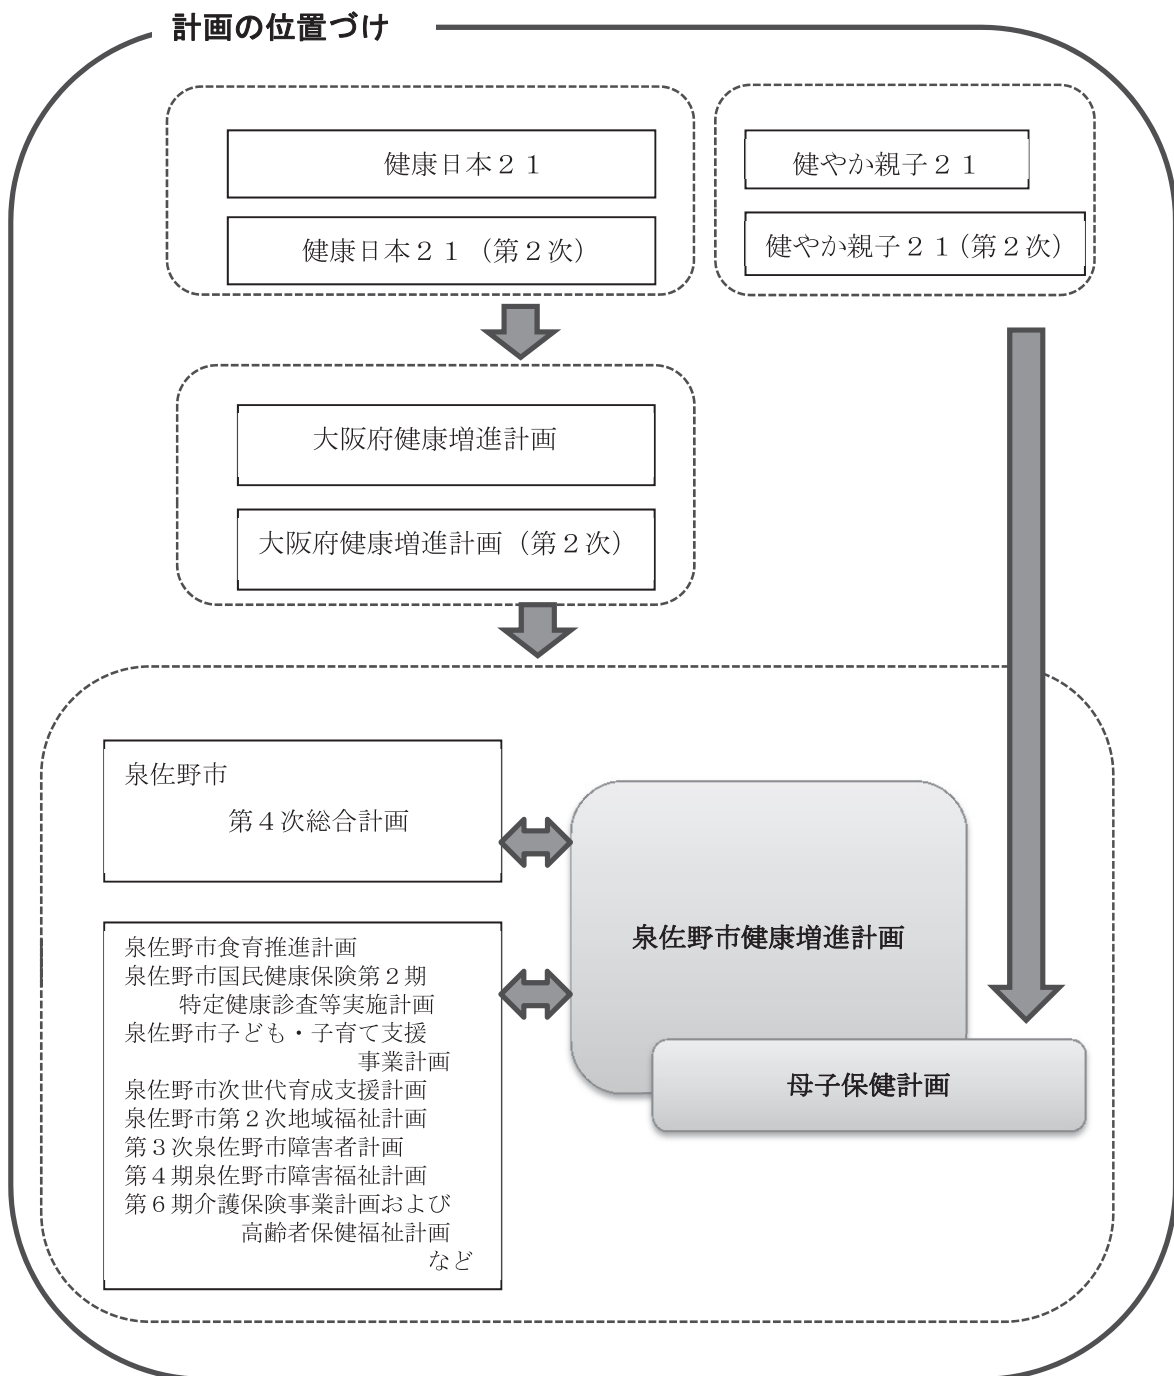 計画の位置づけ
健康日本２１
健康日本２１（第２次）
健やか親子２１
健やか親子２１（第２次）
大阪府健康増進計画
大阪府健康増進計画（第２次）
泉佐野市
第４次総合計画
泉佐野市食育推進計画
泉佐野市国民健康保険第２期
特定健康診査等実施計画
泉佐野市子ども・子育て支援
事業計画
泉佐野市次世代育成支援計画
泉佐野市第２次地域福祉計画
第３次泉佐野市障害者計画
第４期泉佐野市障害福祉計画
第６期介護保険事業計画および
高齢者保健福祉計画
など
泉佐野市健康増進計画
母子保健計画